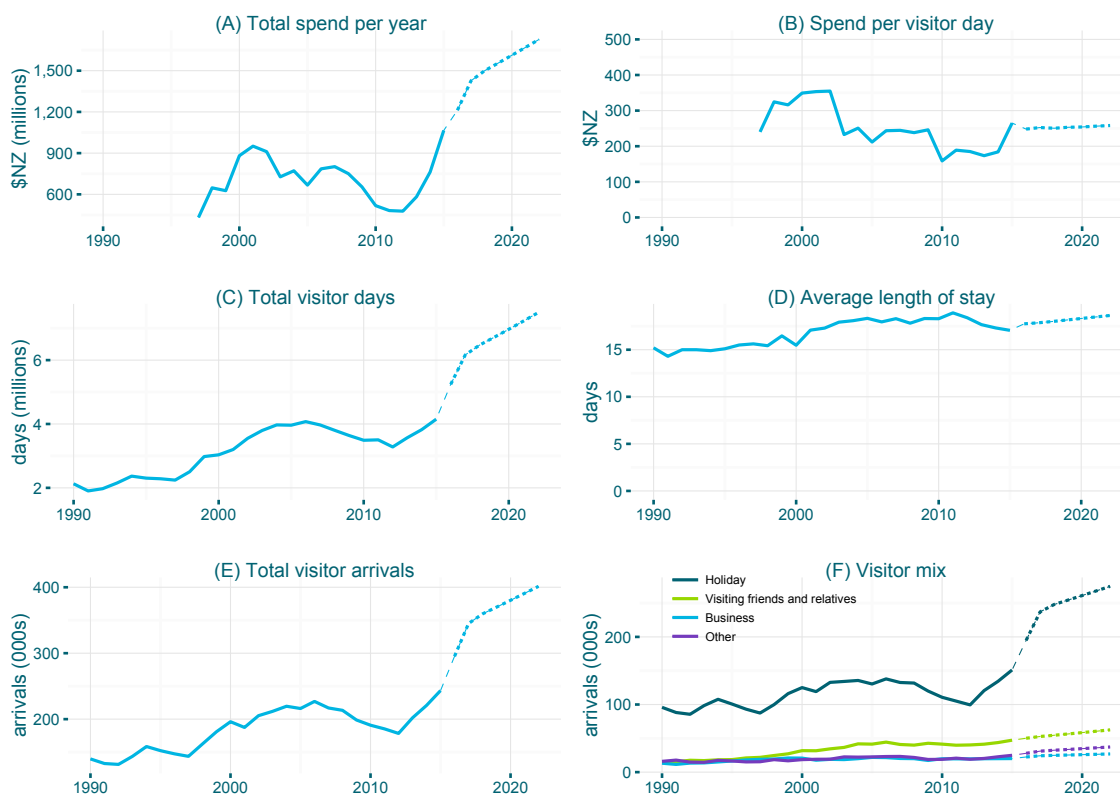 (A) Total spend per year
$NZ (millions)
1,500
1,200
900
600
1990 2000 2010 2020
(B) Spend per visitor day
$NZ
500
400
300
200
100
0
1990 2000 2010 2020
(C) Total visitor days
days (millions)
6
4
2
1990 2000 2010 2020
(D) Average length of stay
days
15
10
5
0
1990 2000 2010 2020
(E) Total visitor arrivals
arrivals (000s)
400
300
200
1990 2000 2010 2020
(F) Visitor mix
Holiday
Visiting friends and relatives
Business
Other
arrivals (000s)
200
100
0
1990 2000 2010 2020